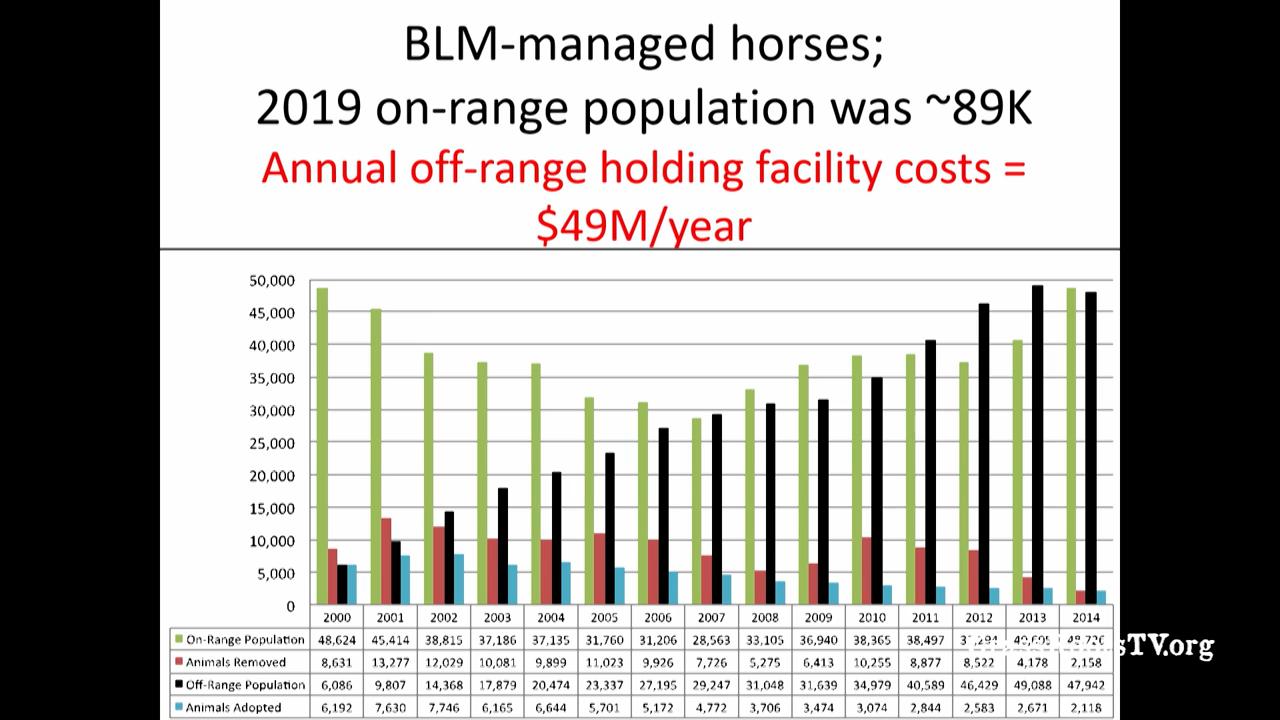 BLM-managed horses;
2019 on-range population was ~89K
Annual off-range holding facility costs =
$49M/year
50,000
45,000
40,000
35,000
30,000
25,000
20,000
15,000
10,000
5,000
0
2000 2001 2002 2003 2004 2005 2006 2007 2008 2009 2010 2011 2012 2013 2014
On-Range Population 48,624 45,414 38,815 37,186 37,135 31,760 31,206 28,563 33,105 36,940 38,365 38,497
Animals Removed 8,631 13,277 12,029 10,081 9,899 11,023 9,926 7,726 5,275 6,413 10,255 8,877 8,522 4,178 2,158
Off-Range Population 6,086 9,807 14,368 17,879 20,474 23,337 27,195 29,247 31,048 31,639 34,979 40,589 46,429 49,088 47,942
Animals Adopted 6,192 7,630 7,746 6,165 6,644 5,701 5,172 4,772 3,706 3,474 3,074 2,844 2,583 2,671 2,118